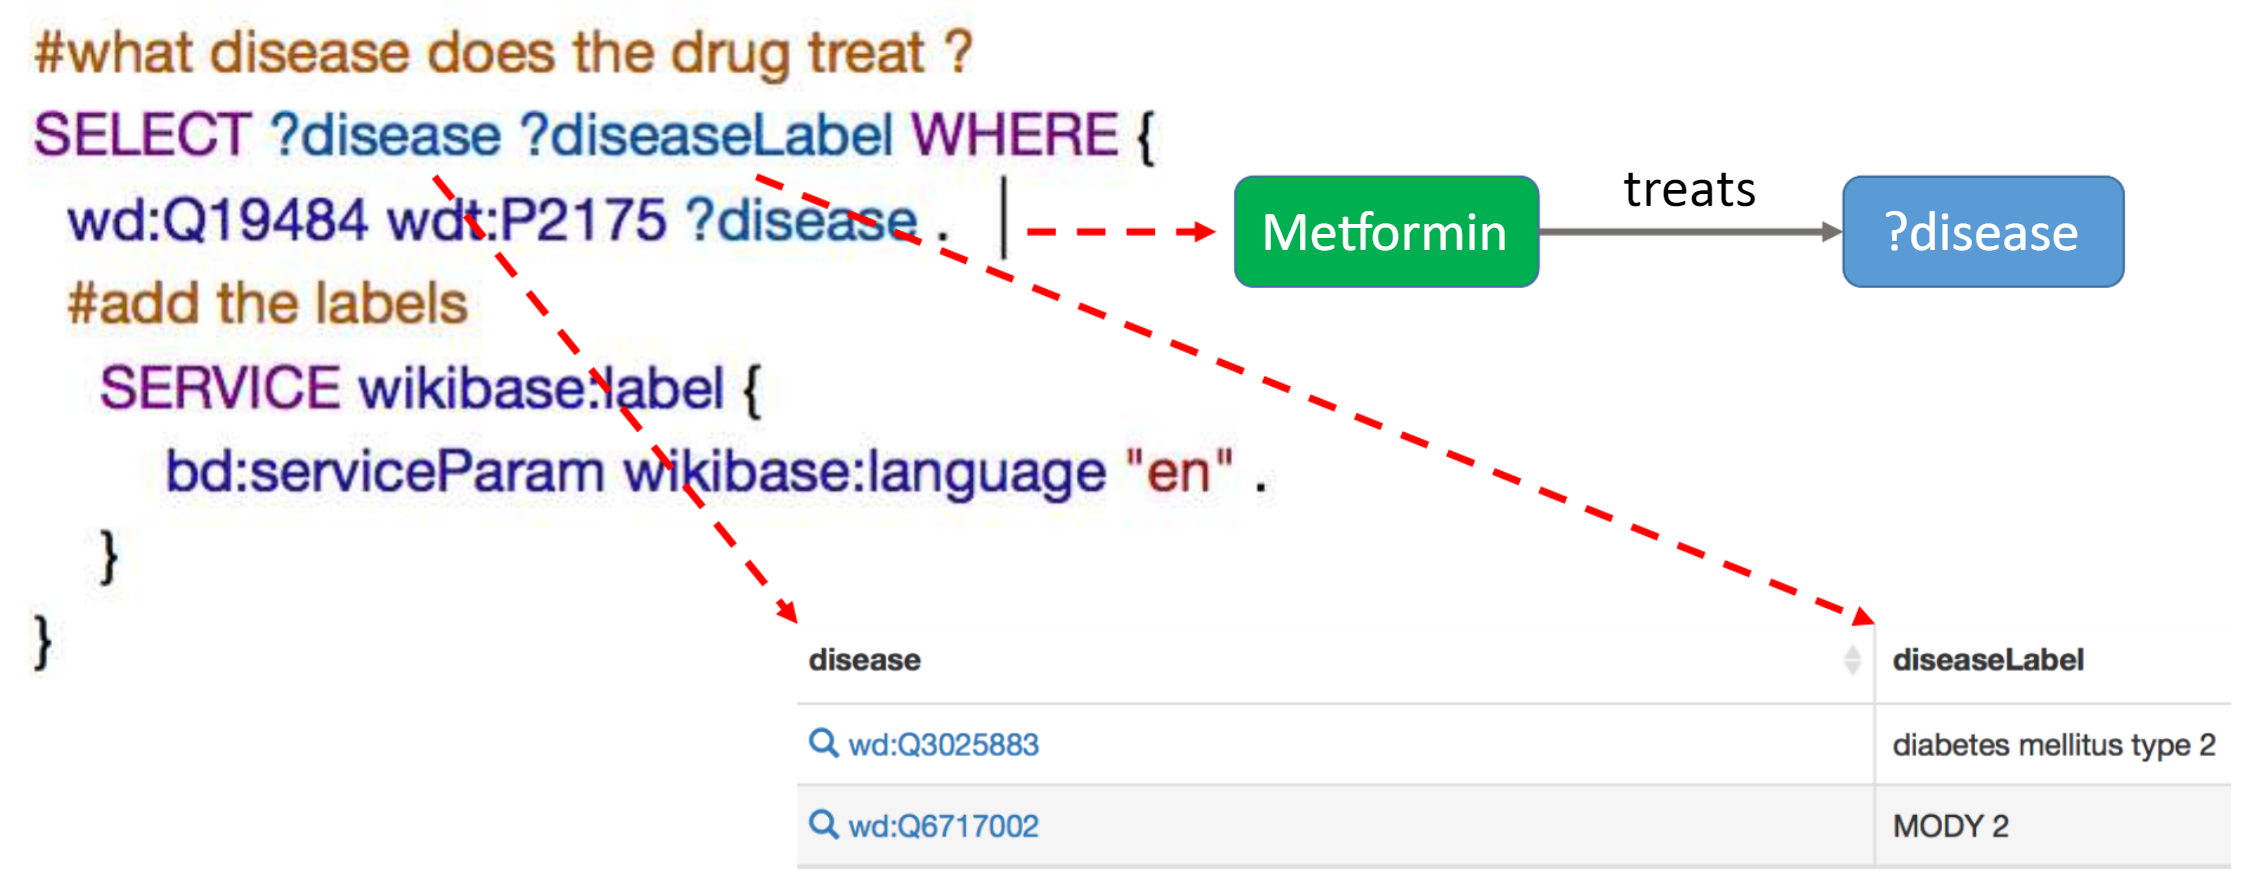 #what disease does the drug treat ?
SELECT ?disease ?diseaseLabel WHERE {
wd:Q19484 wdt:P2175 ?disease .
Metformin
treats
?disease
#add the labels
SERVICE wikibase:label {
bd:serviceParam wikibase:language "en" .
}
}
disease diseaseLabel
wd:Q3025883 diabetes mellitus type 2
wd:Q6717002 MODY 2